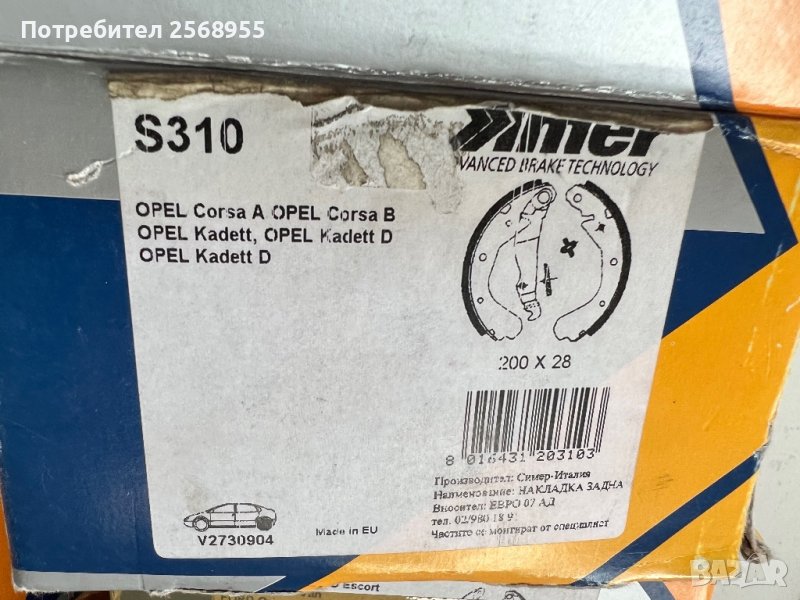 Потребител 2568955
S310
Simer
VANCED BRAKE TECHNOLOGY
OPEL Corsa A OPEL Corsa B
OPEL Kadett, OPEL Kadett D
OPEL Kadett D
200 X 28
8 016431 203103
Производител: Симер-Италия
Наименование: НАКЛАДКА ЗАДНА
Вносител: ЕВРО 07 АД
тел. 02/980 18 9
Частите се монтират от специалист
V2730904
Made in EU
Escort
BAZAR